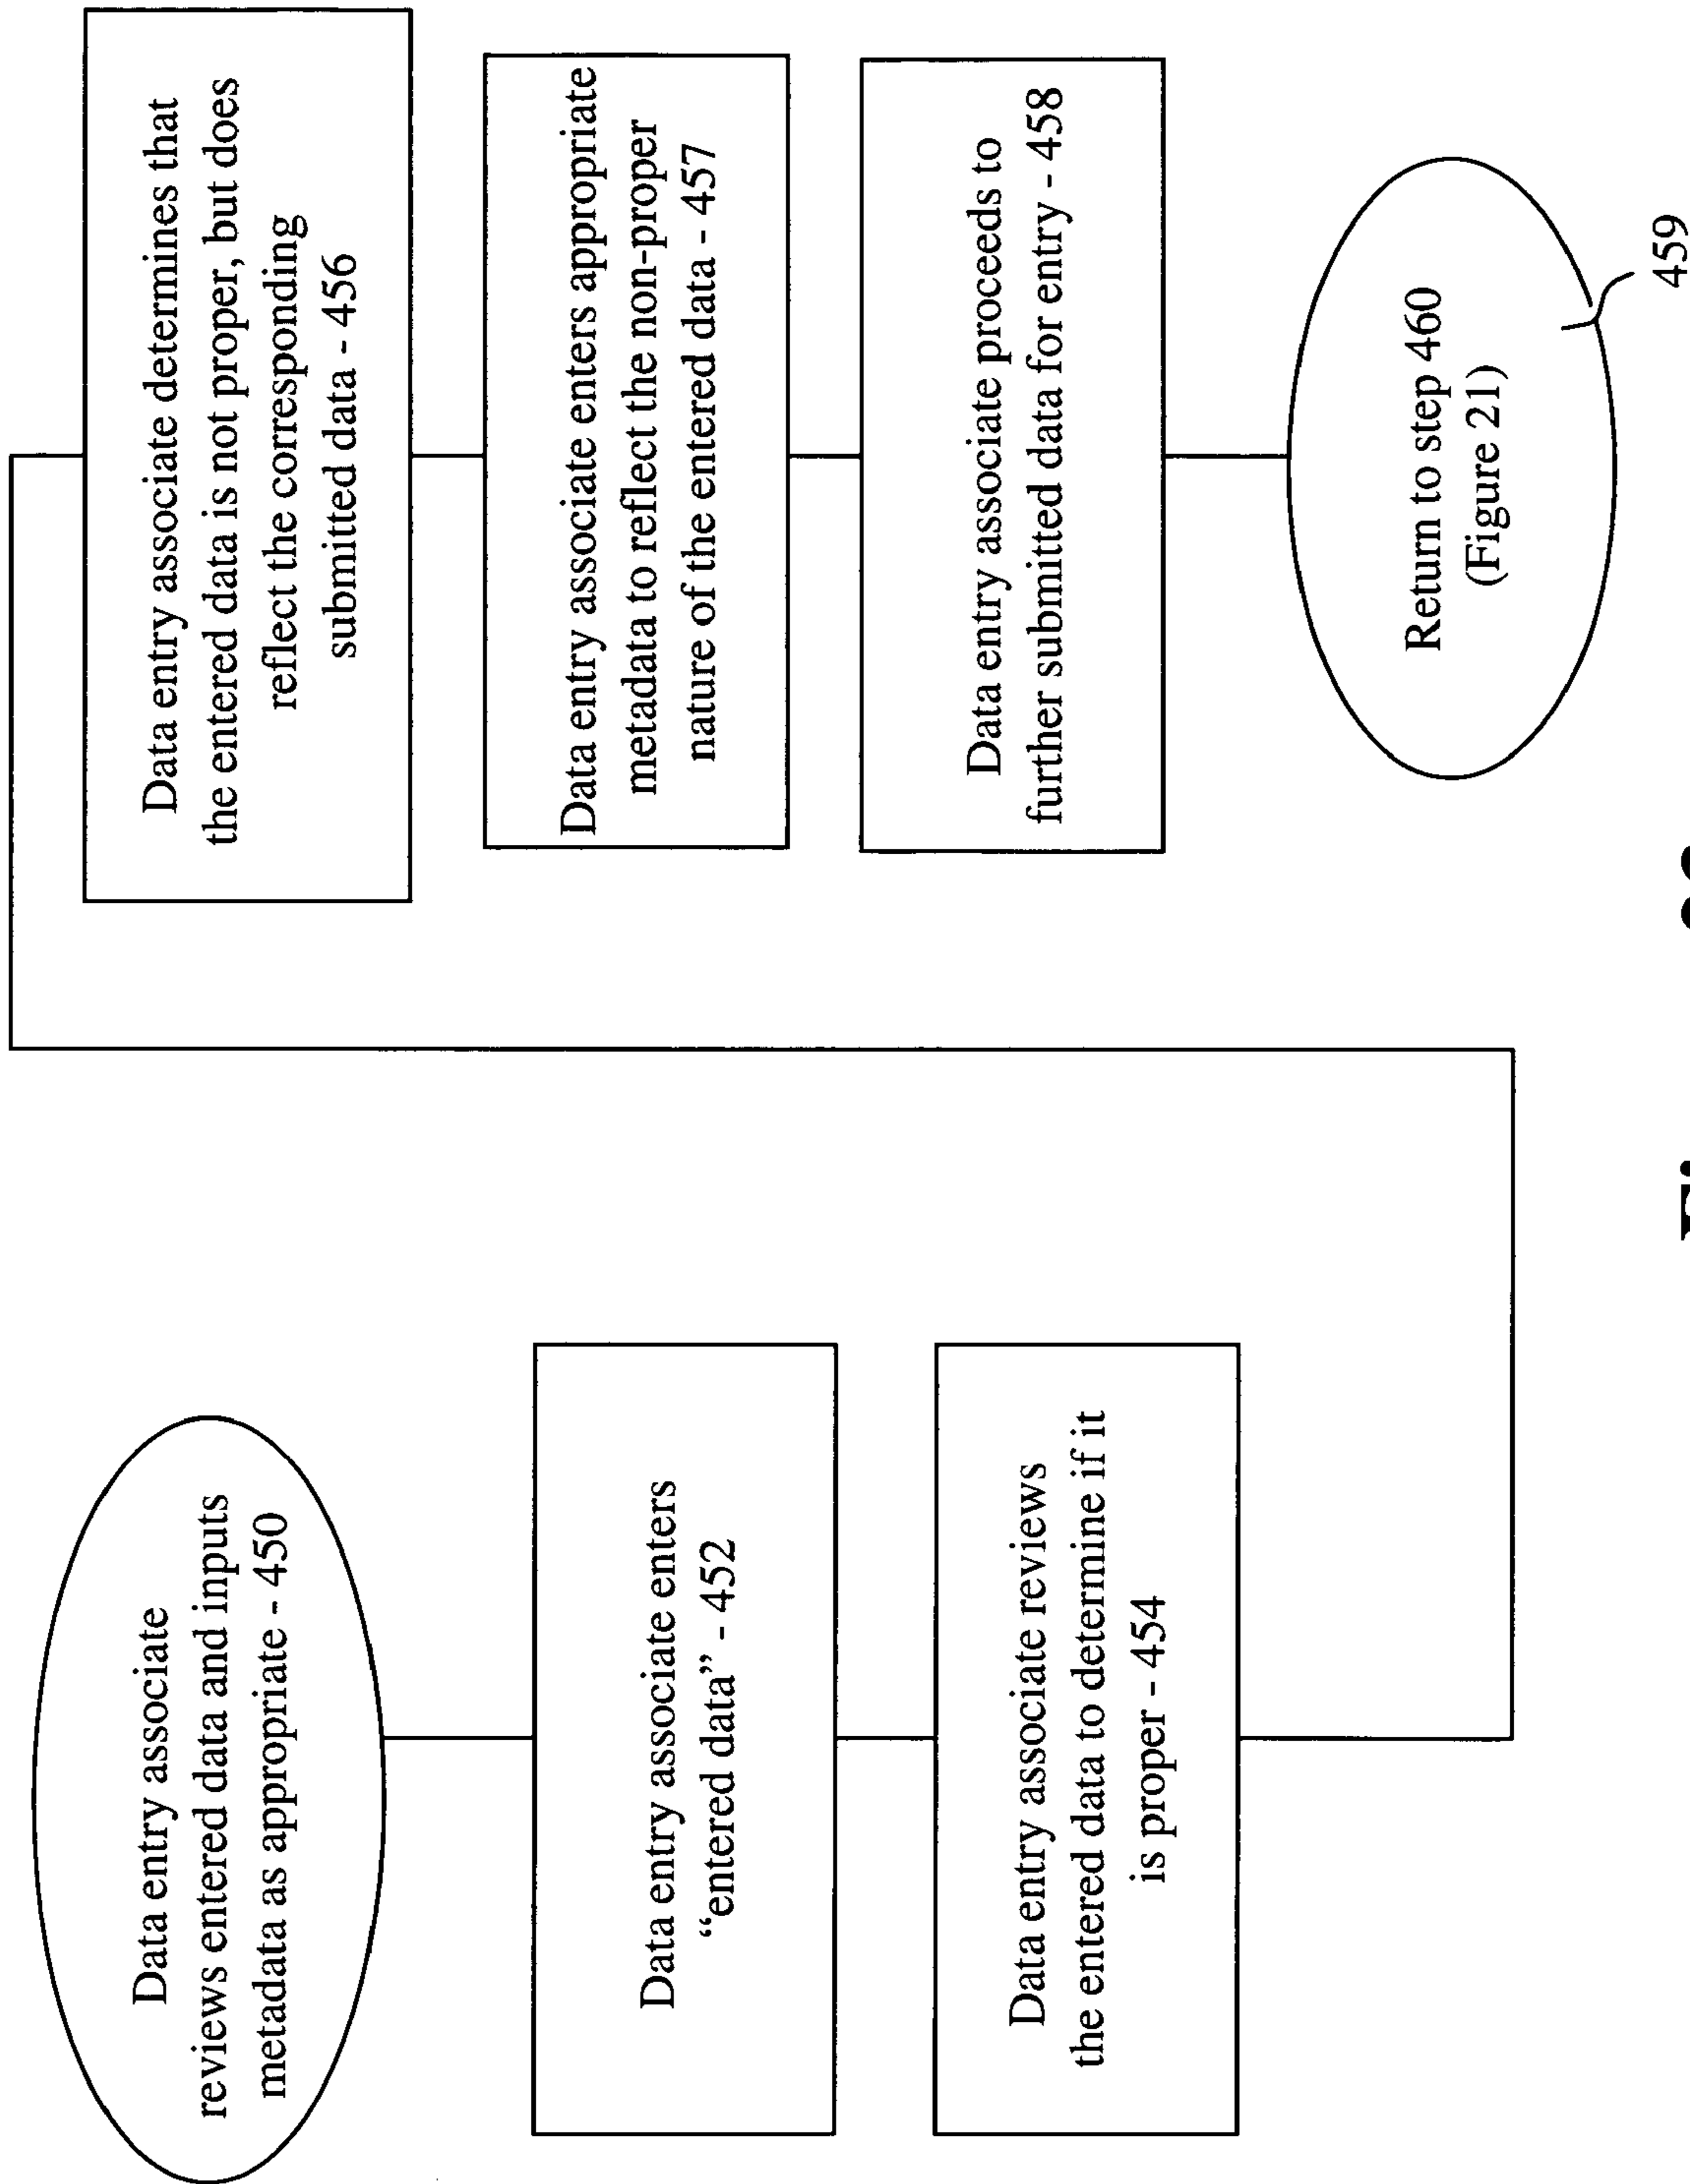 Data entry associate
reviews entered data and inputs
metadata as appropriate - 450
Data entry associate enters
“entered data” - 452
Data entry associate reviews
the entered data to determine if it
is proper - 454
Data entry associate determines that
the entered data is not proper, but does
reflect the corresponding
submitted data - 456
Data entry associate enters appropriate
metadata to reflect the non-proper
nature of the entered data - 457
Data entry associate proceeds to
further submitted data for entry - 458
Return to step 460
(Figure 21)
459